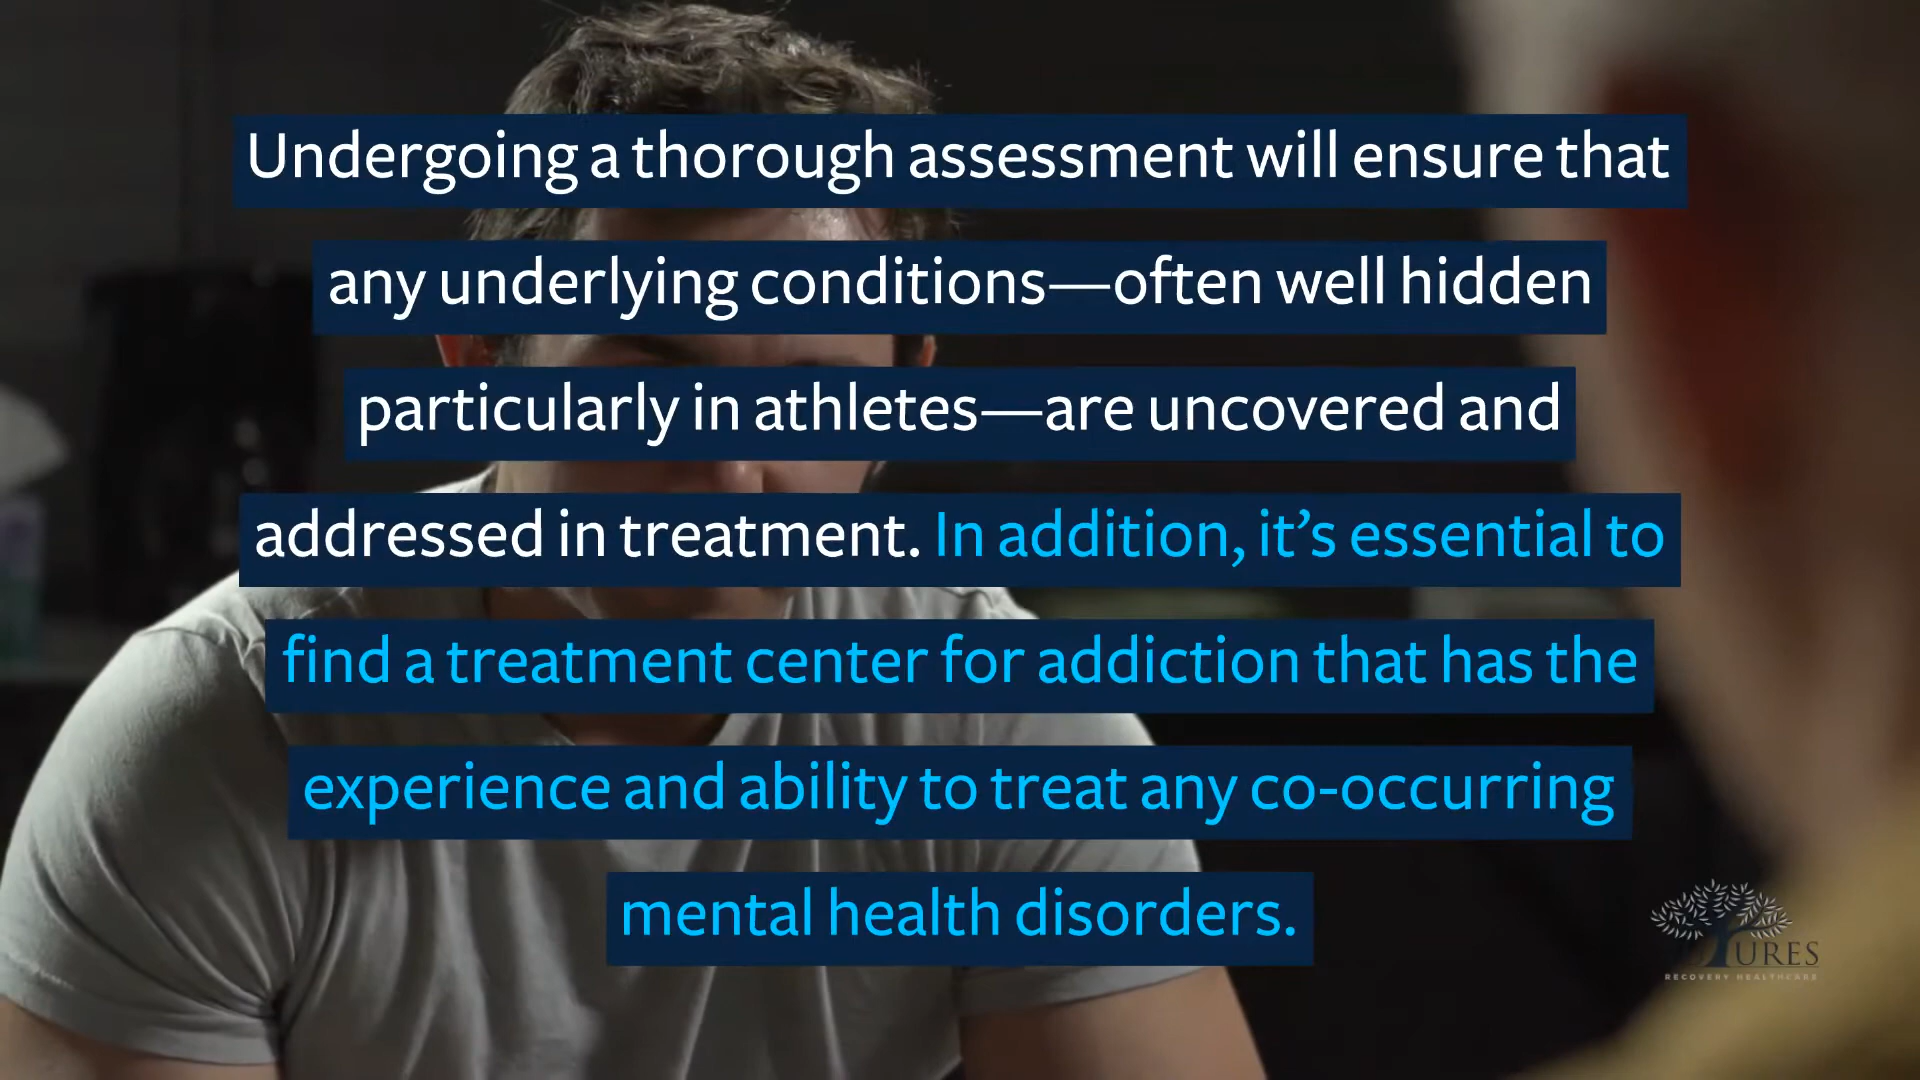 Undergoing a thorough assessment will ensure that
any underlying conditions—often well hidden
particularly in athletes—are uncovered and
addressed in treatment. In addition, it’s essential to
find a treatment center for addiction that has the
experience and ability to treat any co-occurring
mental health disorders.
RECOVERY HEALTHCARE